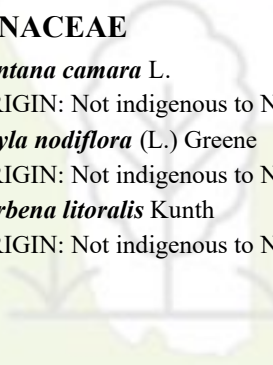 NACEAE
ntana camara L.
RIGIN: Not indigenous to N
yla nodiflora (L.) Greene
RIGIN: Not indigenous to N
rbena litoralis Kunth
RIGIN: Not indigenous to N